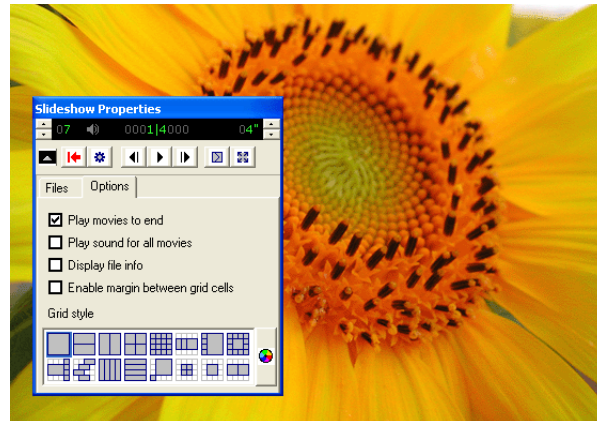 Slideshow Properties
07 0001|4000 04"
Files Options
Play movies to end
Play sound for all movies
Display file info
Enable margin between grid cells
Grid style